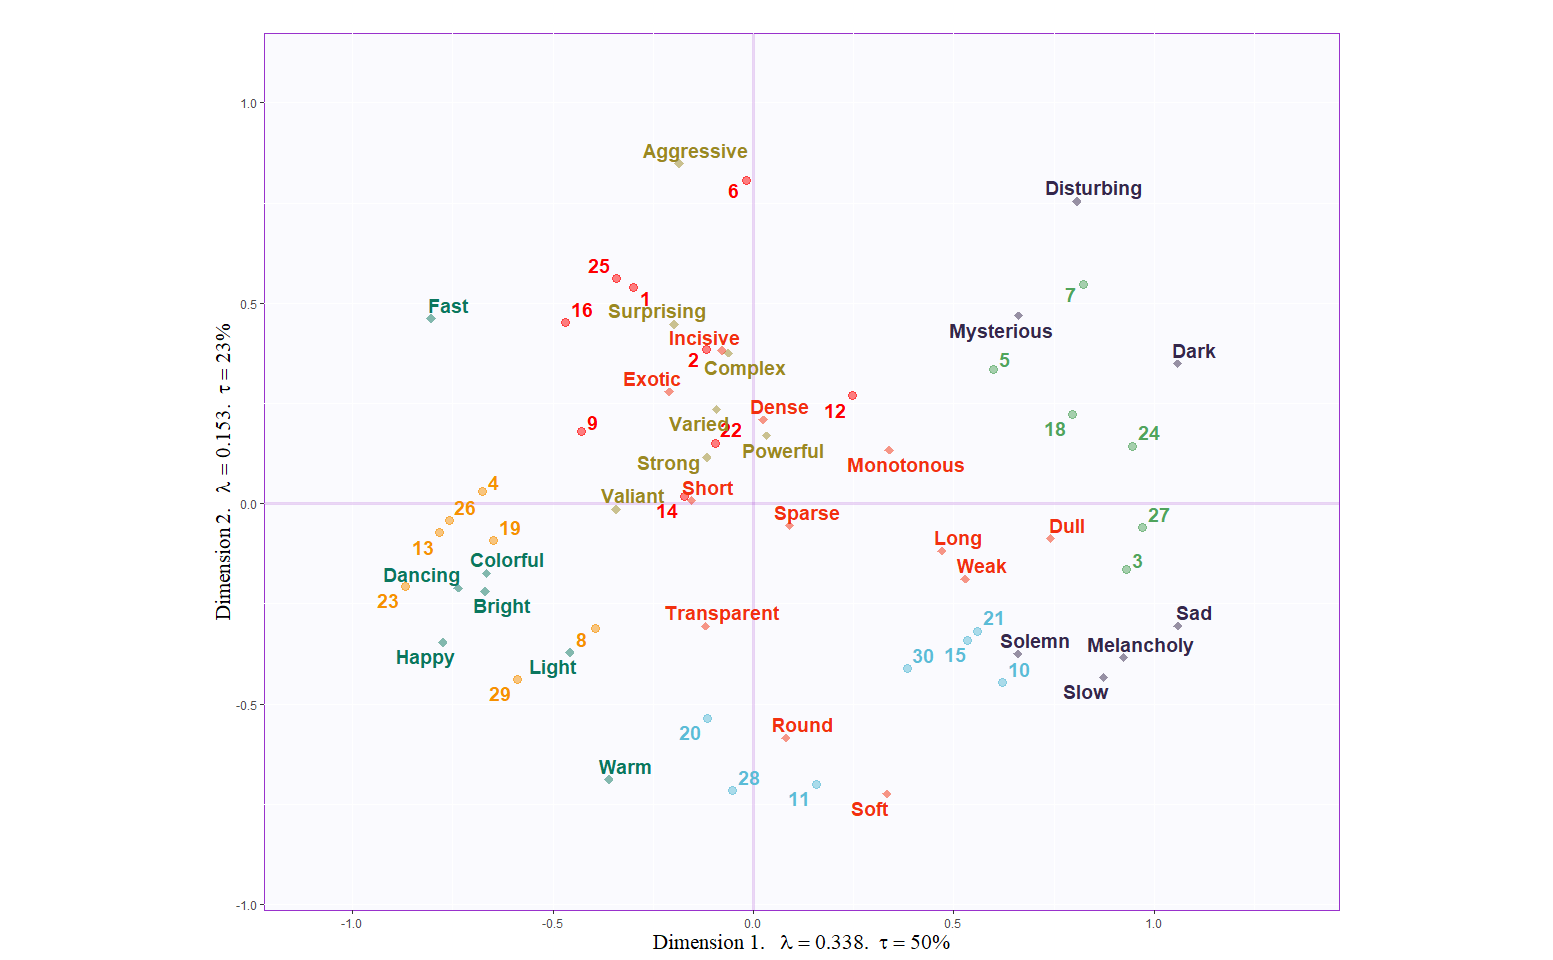 1.0
Aggressive
6
Disturbing
25
7
1
0.5
Fast
16
Surprising
Mysterious
Incisive
2
Dark
5
Complex
Exotic
Dense
12
9
Varied
22
18
24
Powerful
Strong
Monotonous
4
Short
Valiant
0.0
14
Sparse
26
27
19
Dull
13
Long
Colorful
Weak
3
Dancing
23
Bright
Transparent
Sad
21
8
Solemn
Melancholy
Happy
30
15
Light
10
29
Slow
-0.5
20
Round
Warm
28
11
Soft
-1.0
-1.0
-0.5
0.0
0.5
1.0
Dimension 1. λ = 0.338. τ = 50%
Dimension 2. λ = 0.153. τ = 23%